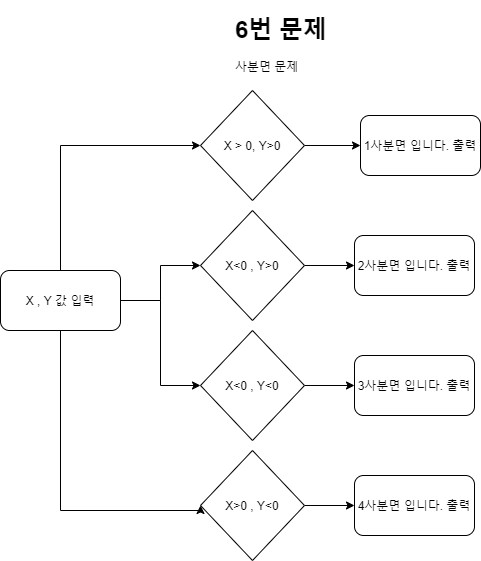 6번 문제
사분면 문제
X > 0, Y>0
1사분면 입니다. 출력
X<0 , Y>0
2사분면 입니다. 출력
X , Y 값 입력
X<0 , Y<0
3사분면 입니다. 출력
X>0 , Y<0
4사분면 입니다. 출력